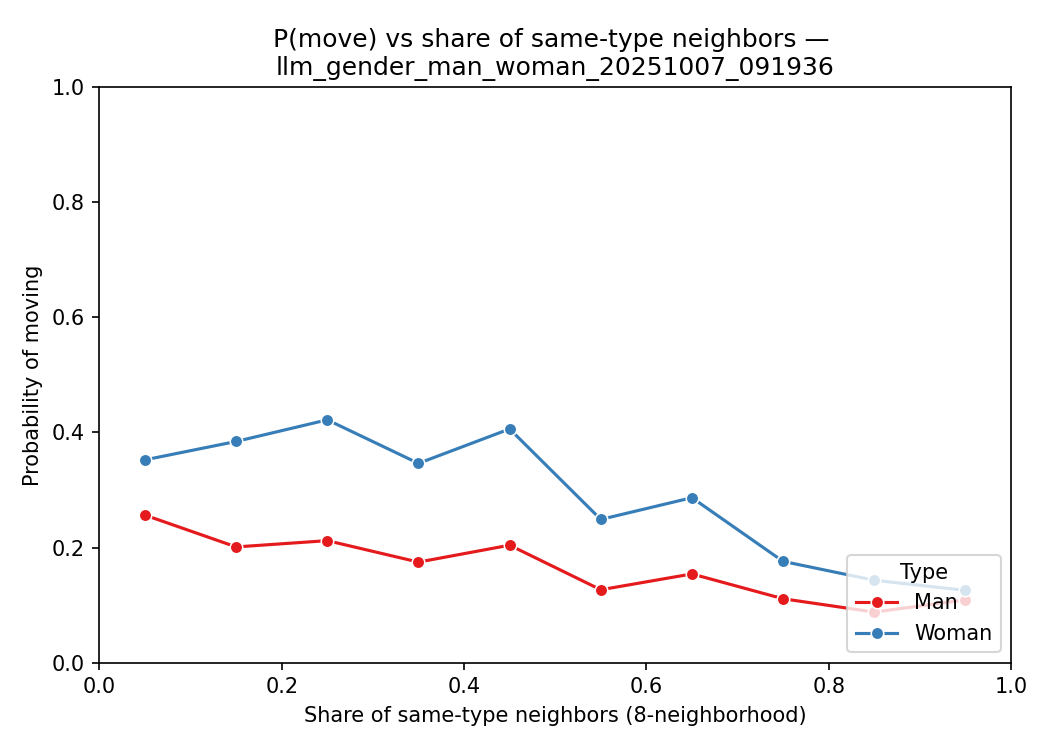 P(move) vs share of same-type neighbors —
llm_gender_man_woman_20251007_091936
1.0
0.8
0.6
0.4
0.2
0.0
Probability of moving
Type
Man
Woman
0.0 0.2 0.4 0.6 0.8 1.0
Share of same-type neighbors (8-neighborhood)